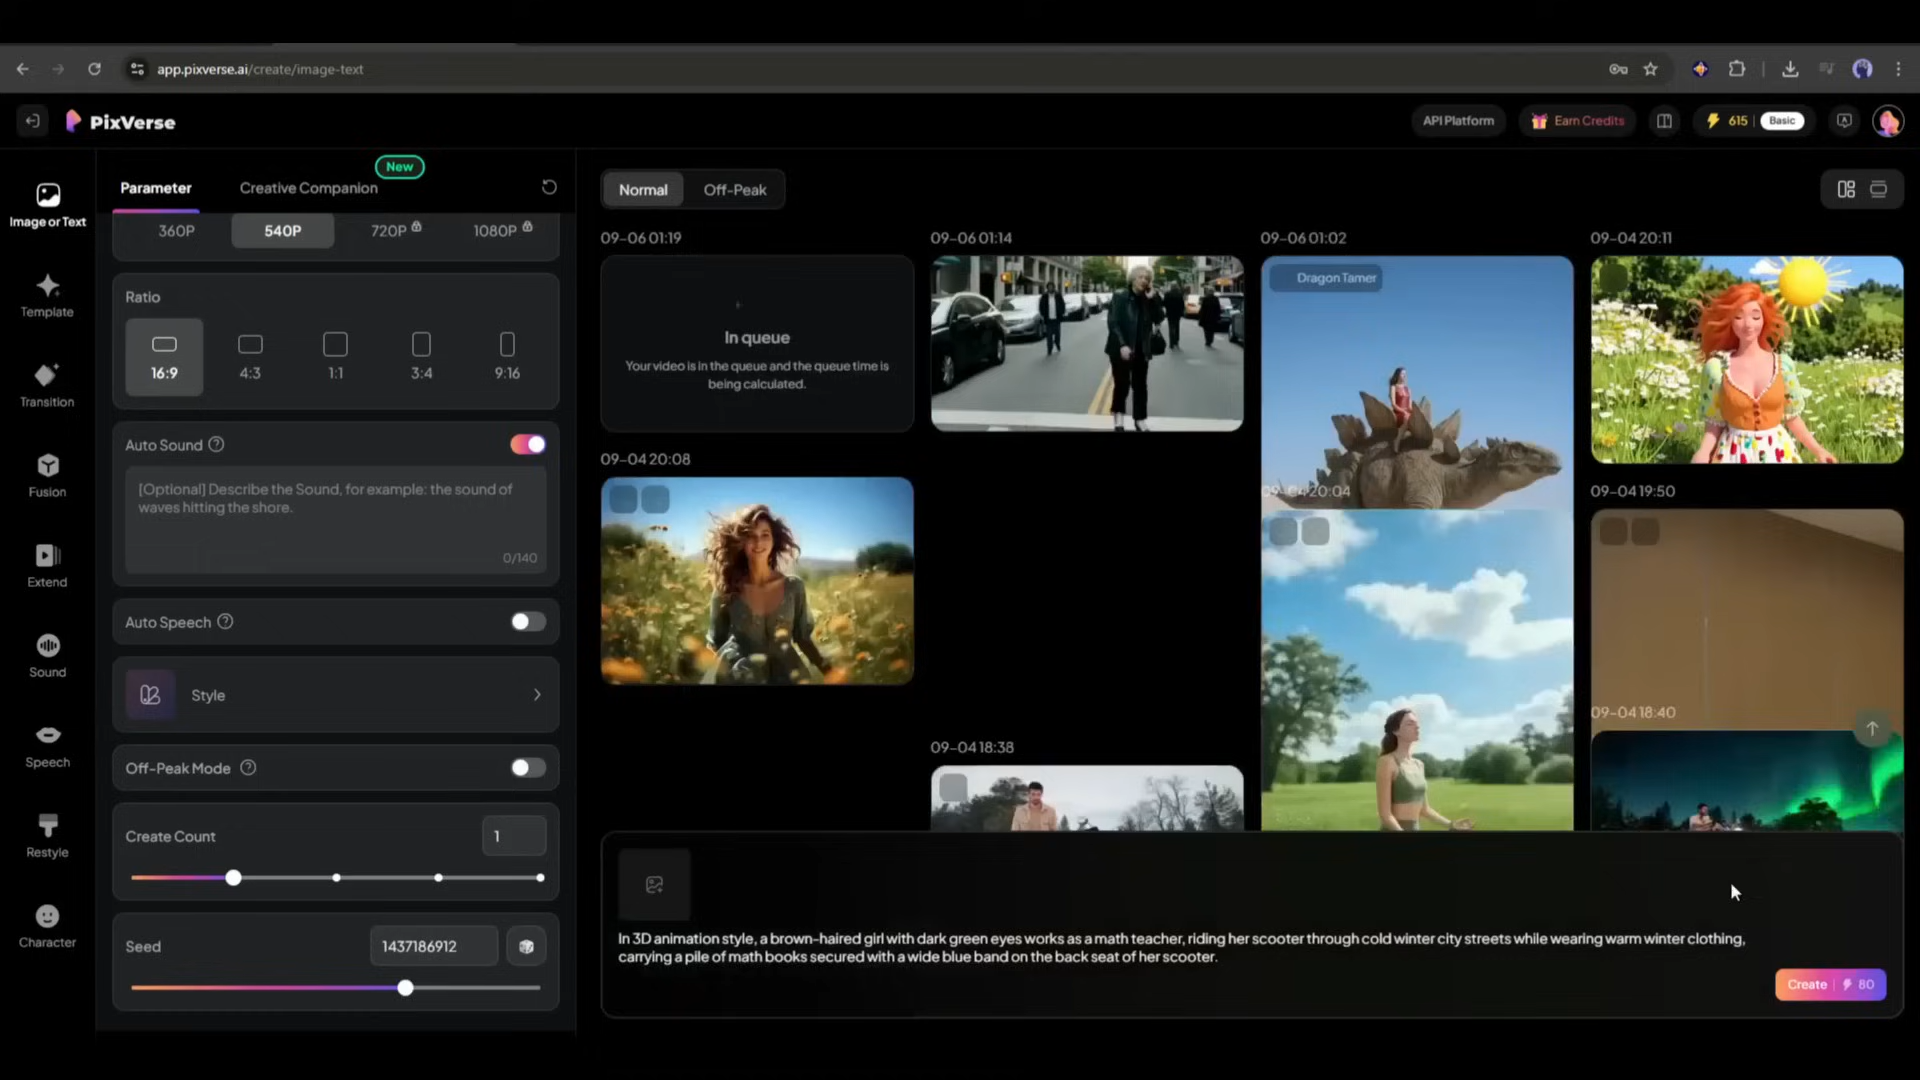 app.pixverse.ai/create/image-text
PixVerse
API Platform
Earn Credits
615
Basic
Image or Text
Template
Transition
Fusion
Extend
Sound
Speech
Restyle
Character
Parameter
Creative Companion
New
360P
540P
720P
1080P
Ratio
16:9
4:3
1:1
3:4
9:16
Auto Sound
[Optional] Describe the Sound, for example: the sound of
waves hitting the shore.
0/140
Auto Speech
Style
Off-Peak Mode
Create Count
1
Seed
1437186912
Normal
Off-Peak
09-06 01:19
In queue
Your video is in the queue and the queue time is
being calculated.
09-06 01:14
09-06 01:02
Dragon Tamer
09-04 20:11
09-04 20:08
09-04 20:04
09-04 19:50
09-04 18:38
09-04 18:40
In 3D animation style, a brown-haired girl with dark green eyes works as a math teacher, riding her scooter through cold winter city streets while wearing warm winter clothing,
carrying a pile of math books secured with a wide blue band on the back seat of her scooter.
Create
80